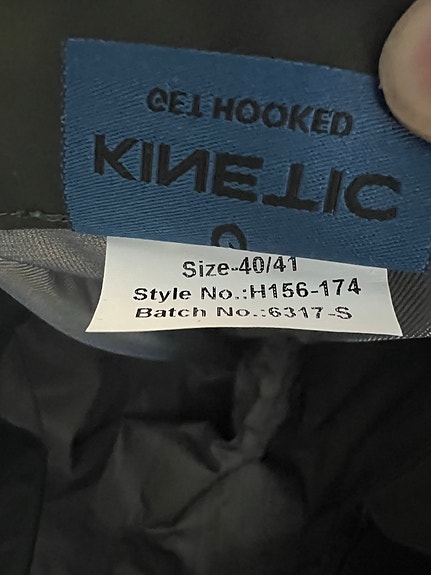 GET HOOKED
KINETIC
Size-40/41
Style No.:H156-174
Batch No.:6317-S